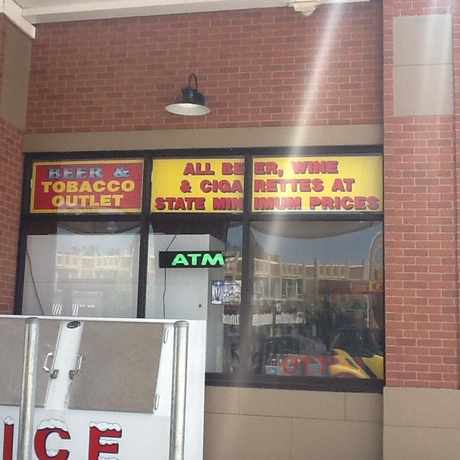 BEER &
TOBACCO
OUTLET
ALL BEER, WINE
& CIGARETTES AT
STATE MINIMUM PRICES
ATM
ICE